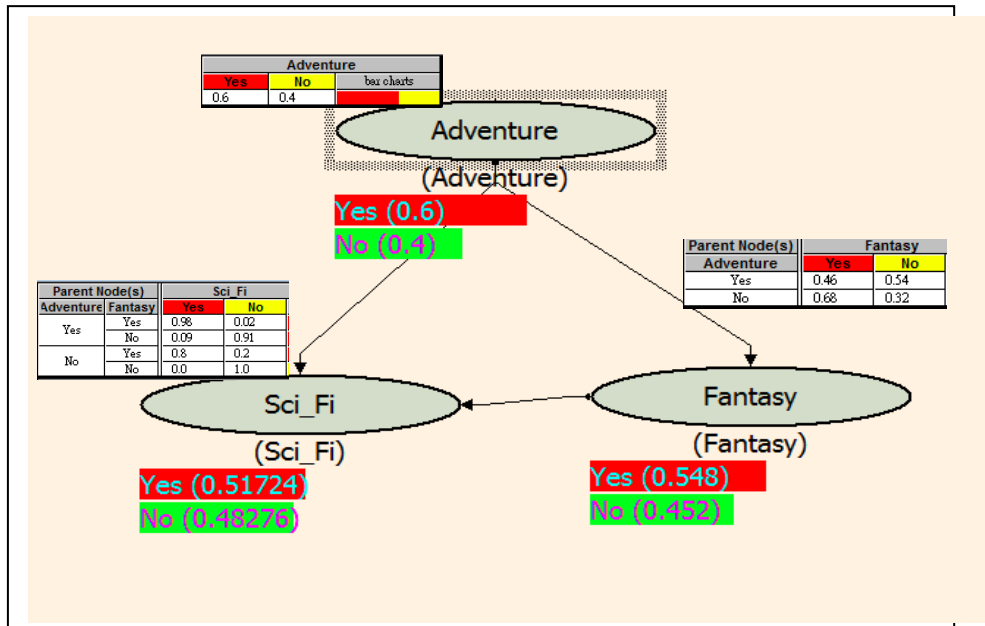 Adventure
Yes No bar charts
0.6 0.4
Adventure
(Adventure)
Yes (0.6)
No (0.4)
Parent Node(s) Fantasy
Adventure Yes No
Yes 0.46 0.54
No 0.68 0.32
Parent Node(s) Sci_Fi
Adventure Fantasy Yes No
Yes Yes 0.98 0.02
No 0.09 0.91
No Yes 0.8 0.2
No 0.0 1.0
Sci_Fi
(Sci_Fi)
Yes (0.51724)
No (0.48276)
Fantasy
(Fantasy)
Yes (0.548)
No (0.452)